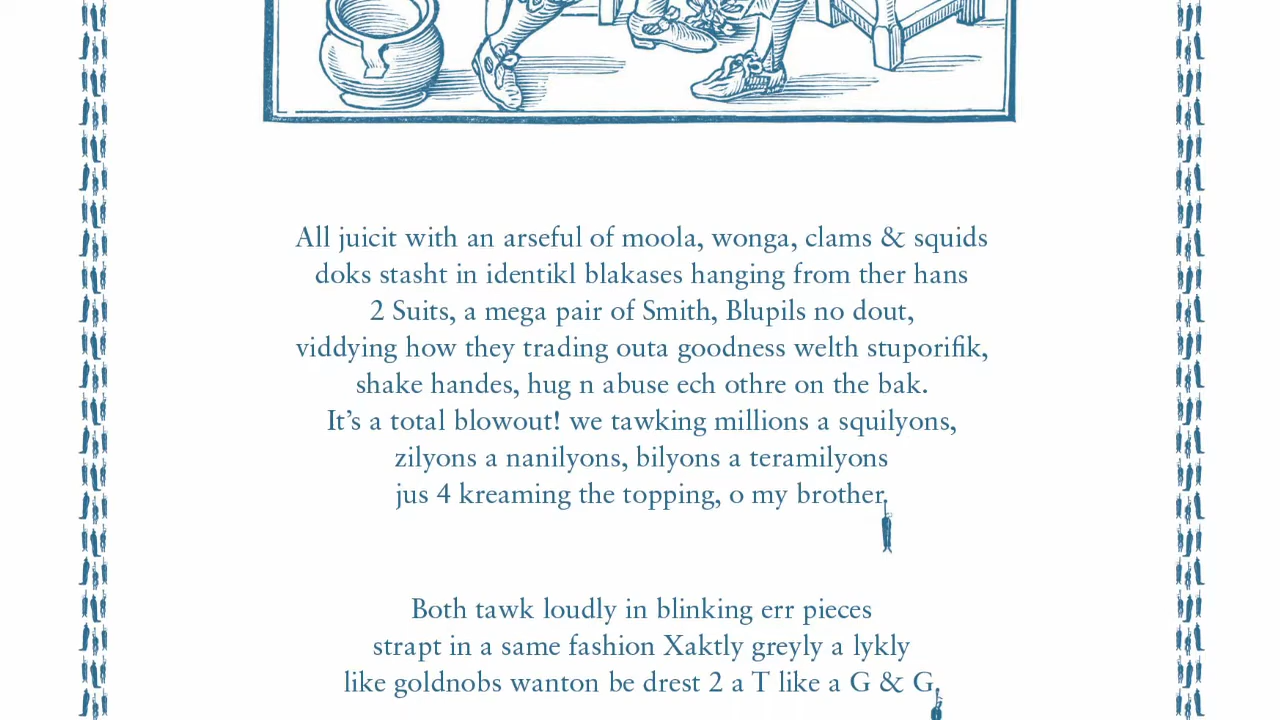 All juicit with an arseful of moola, wonga, clams & squids
doks stasht in identikl blakases hanging from ther hans
2 Suits, a mega pair of Smith, Blupils no dout,
viddying how they trading outa goodness welth stuporifik,
shake handes, hug n abuse ech othre on the bak.
It’s a total blowout! we tawking millions a squilyons,
zilyons a nanilyons, bilyons a teramilyons
jus 4 kreaming the topping, o my brother.
Both tawk loudly in blinking err pieces
strapt in a same fashion Xaktly greyly a lykly
like goldnobs wanton be drest 2 a T like a G & G.